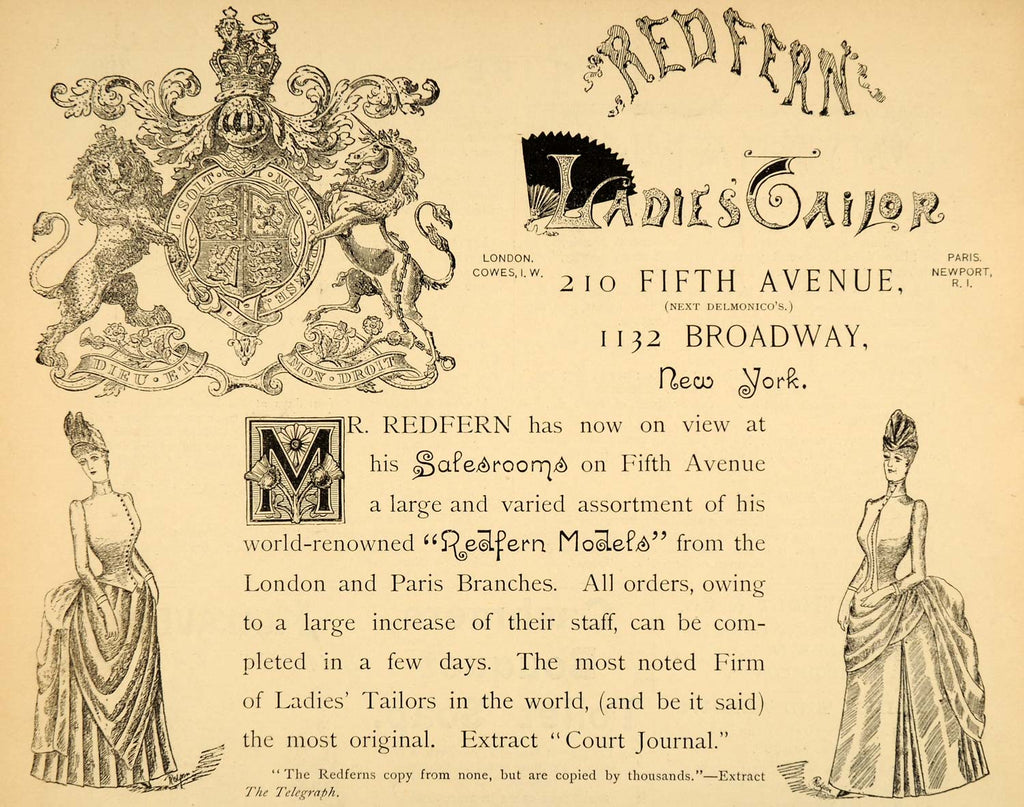 REDFERN
LADIES' TAILOR
LONDON.
COWES, I. W.
PARIS.
NEWPORT,
R. I.
210 FIFTH AVENUE,
(NEXT DELMONICO'S.)
1132 BROADWAY,
New York.
HONI SOIT QUI MAL Y PENSE
DIEU · ET
MON · DROIT
MR. REDFERN has now on view at
his Salesrooms on Fifth Avenue
a large and varied assortment of his
world-renowned “Redfern Models” from the
London and Paris Branches. All orders, owing
to a large increase of their staff, can be com-
pleted in a few days. The most noted Firm
of Ladies' Tailors in the world, (and be it said)
the most original. Extract “Court Journal.”
“The Redferns copy from none, but are copied by thousands.”—Extract
The Telegraph.